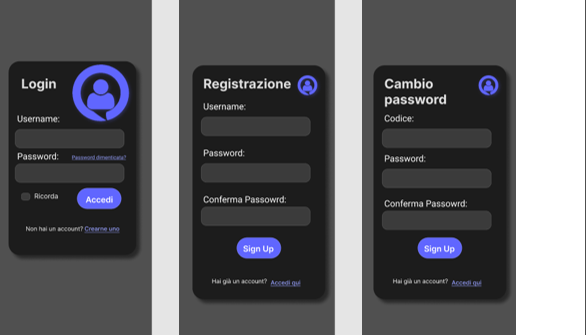 Login
Username:
Password: Password dimenticata?
Ricorda
Accedi
Non hai un account? Crearne uno
Registrazione
Username:
Password:
Conferma Passowrd:
Sign Up
Hai già un account? Accedi qui
Cambio
password
Codice:
Password:
Conferma Passowrd:
Sign Up
Hai già un account? Accedi qui